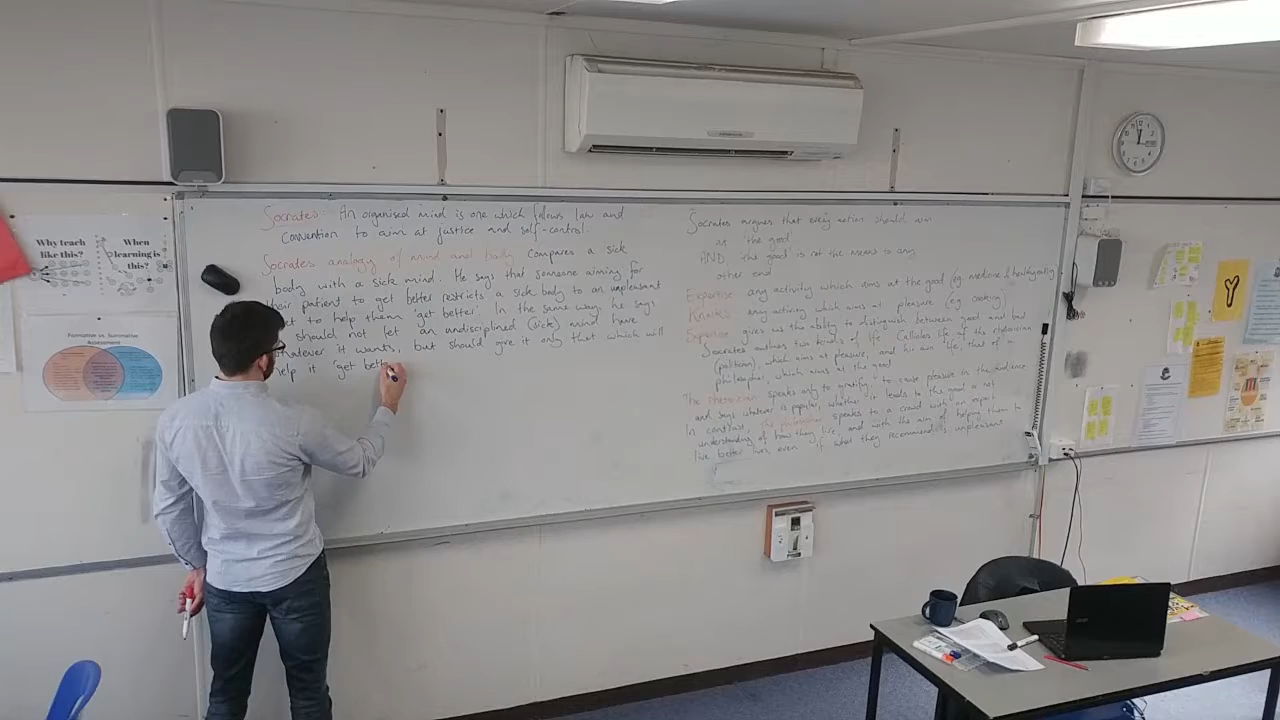 Socrates: An organised mind is one which follows law and
convention to aim at justice and self-control.
Socrates analogy of mind and body compares a sick
body with a sick mind. He says that someone aiming for
their patient to get better restricts a sick body to an unpleasant
to help them 'get better'. In the same way, he says
should not let an undisciplined (sick) mind have
whatever it wants, but should give it only that which will
help it 'get bett
Socrates argues that every action should aim
at 'the good'
AND 'the good' is not the means to any
other end
Expertise: any activity which aims at the good (eg medicine & healthy eating)
Knacks: any activity which aims at pleasure (eg cooking)
Expertise gives us the ability to distinguish between good and bad
Socrates outlines two kinds of life. Callicles life of the rhetorician
(politician) which aims at pleasure, and his own life, that of a
philosopher which aims at the good
The rhetorician speaks only to gratify, to cause pleasure in the audience
and says whatever is popular, whether it leads to the good or not
In contrast, the philosopher speaks to a crowd with an expert
understanding of how they live and with the aim of helping them to
live better lives even if what they recommend is unpleasant
Why teach
like this?
When
learning is
this?
Formative vs. Summative
Assessment